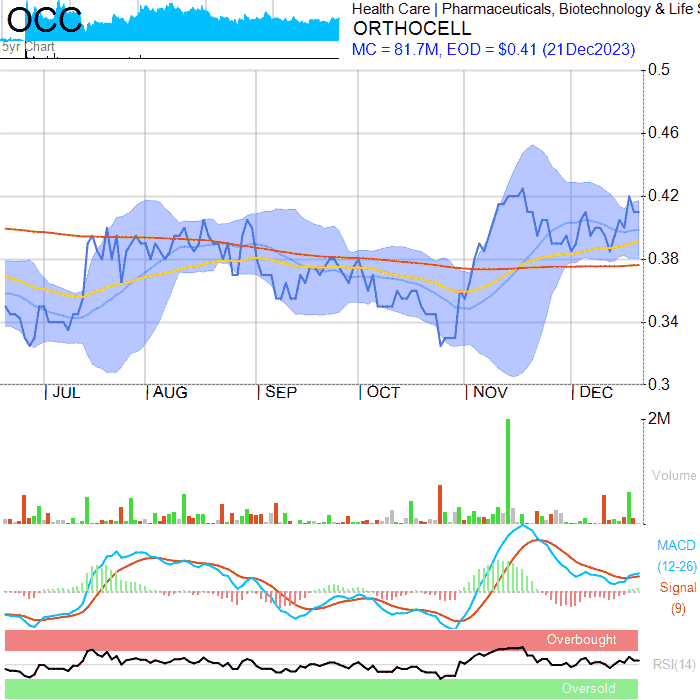 OCC
5yr Chart
Health Care | Pharmaceuticals, Biotechnology & Life S
ORTHOCELL
MC = 81.7M, EOD = $0.41 (21Dec2023)
0.5
0.46
0.42
0.38
0.34
0.3
JUL AUG SEP OCT NOV DEC
2M
Volume
MACD
(12-26)
Signal
(9)
Overbought
RSI(14)
Oversold